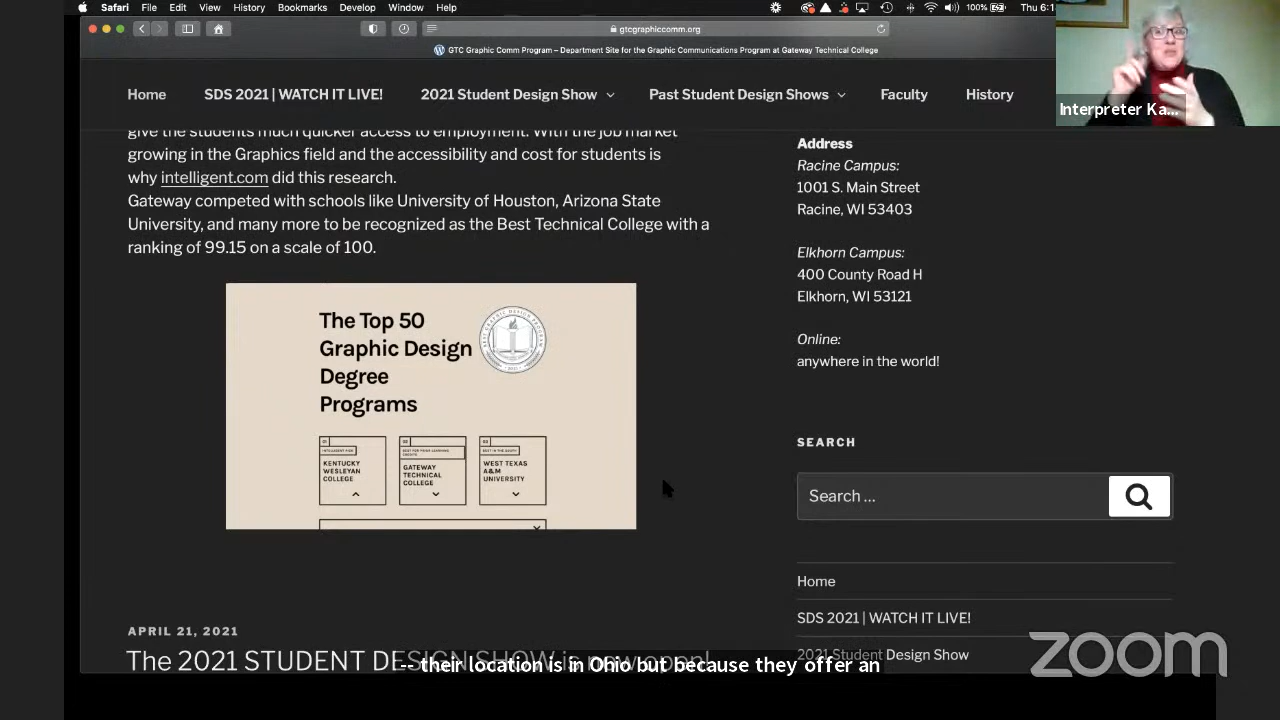 Safari File Edit View History Bookmarks Develop Window Help
100%
Thu 6:1
gtcgraphiccomm.org
GTC Graphic Comm Program – Department Site for the Graphic Communications Program at Gateway Technical College
Home SDS 2021 | WATCH IT LIVE! 2021 Student Design Show Past Student Design Shows Faculty History
Interpreter Ka...
give the students much quicker access to employment. With the job market
growing in the Graphics field and the accessibility and cost for students is
why intelligent.com did this research.
Gateway competed with schools like University of Houston, Arizona State
University, and many more to be recognized as the Best Technical College with a
ranking of 99.15 on a scale of 100.
The Top 50
Graphic Design
Degree
Programs
KENTUCKY
WESLEYAN
COLLEGE
GATEWAY
TECHNICAL
COLLEGE
WEST TEXAS
A&M
UNIVERSITY
APRIL 21, 2021
The 2021 STUDENT DESIGN SHOW is now open!
Address
Racine Campus:
1001 S. Main Street
Racine, WI 53403
Elkhorn Campus:
400 County Road H
Elkhorn, WI 53121
Online:
anywhere in the world!
SEARCH
Search ...
Home
SDS 2021 | WATCH IT LIVE!
2021 Student Design Show
-- their location is in Ohio but because they offer an
zoom